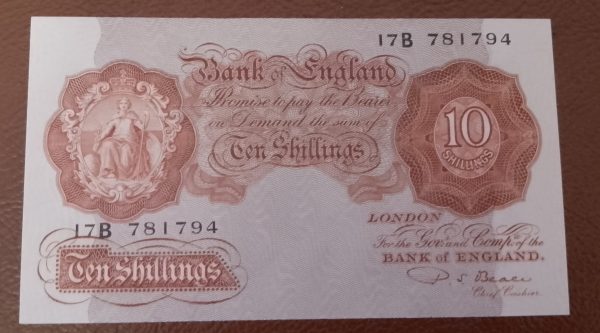 17B 781794
Bank of England
Promise to pay the Bearer
on Demand the sum of
Ten Shillings
10
SHILLINGS
17B 781794
LONDON
For the Govr. and Compa. of the
BANK of ENGLAND.
Ten Shillings
P S Beale
Chief Cashier